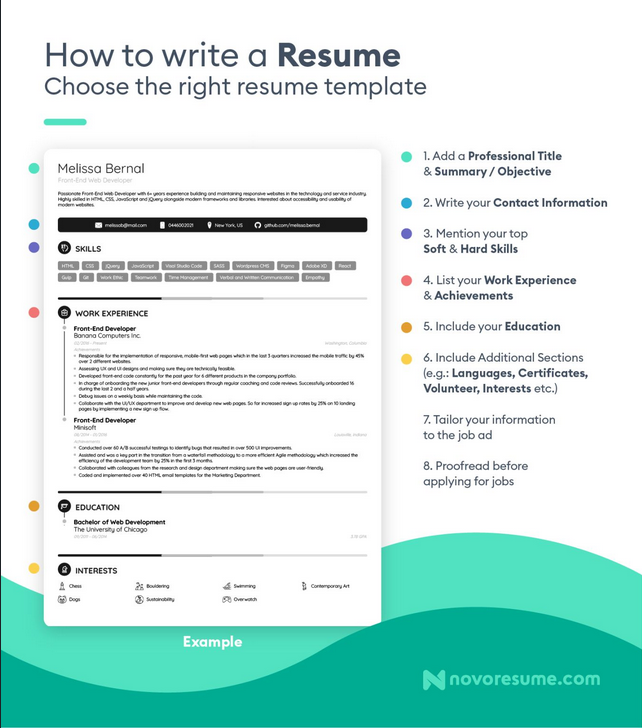 How to write a Resume
Choose the right resume template
Melissa Bernal
Front-End Web Developer
Passionate Front-End Web Developer with 6+ years experience building and maintaining responsive websites in the technology and service industry.
Highly skilled in HTML, CSS, JavaScript and jQuery alongside modern frameworks and libraries. Interested about accessibility and usability of
modern websites.
melissab@mail.com 0446002021 New York, US github.com/melissa.bernal
SKILLS
HTML CSS jQuery JavaScript Visal Studio Code SASS Wordpress CMS Figma Adobe XD React
Gulp Git Work Ethic Teamwork Time Management Verbal and Written Communication Empathy
WORK EXPERIENCE
Front-End Developer
Banana Computers Inc.
02/2016 - Present Washington, Colorado
Achievements
Responsible for the implementation of responsive, mobile-first web pages which in the last 3 quarters increased the mobile traffic by 45%
over 2 different websites.
Assessing UX and UI designs and making sure they are technically feasible.
Developed front-end code constantly for the past year for 6 different products in the company portfolio.
In charge of onboarding the new junior front-end developers through regular coaching and code reviews. Successfully onboarded 16
during the last 2 and a half years.
Debug issues on a weekly basis while maintaining the code.
Collaborate with the UI/UX department to improve and develop new web pages. So far increased sign up rates by 25% on 10 landing
pages by implementing a new sign up flow.
Front-End Developer
Minisoft
Louisville, Indiana
Achievements
Conducted over 60 A/B successful testings to identify bugs that resulted in over 500 UI improvements.
Assisted and was a key part in the transition from a waterfall methodology to a more efficient Agile methodology which increased the
efficiency of the development team by 25% in the first 3 months.
Collaborated with colleagues from the research and design department making sure the web pages are user-friendly.
Coded and implemented over 40 HTML email templates for the Marketing Department.
EDUCATION
Bachelor of Web Development
The University of Chicago
INTERESTS
Chess Bouldering Swimming Contemporary Art
Dogs Sustainability Overwatch
Example
1. Add a Professional Title
& Summary / Objective
2. Write your Contact Information
3. Mention your top
Soft & Hard Skills
4. List your Work Experience
& Achievements
5. Include your Education
6. Include Additional Sections
(e.g.: Languages, Certificates,
Volunteer, Interests etc.)
7. Tailor your information
to the job ad
8. Proofread before
applying for jobs
novoresume.com